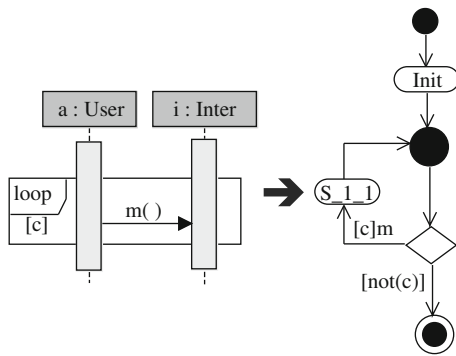 Init
a : User
i : Inter
loop
[c]
m( )
S_1_1
[c]m
[not(c)]